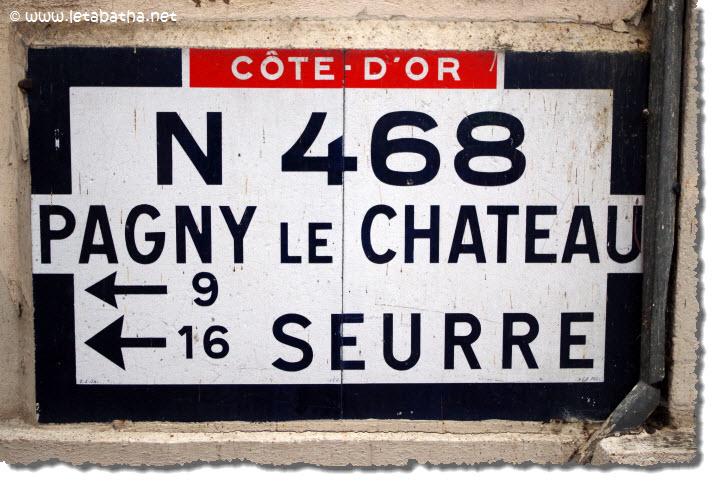 © www.letabatha.net
CÔTE-D'OR
N 468
PAGNY LE CHATEAU
← 9
← 16 SEURRE